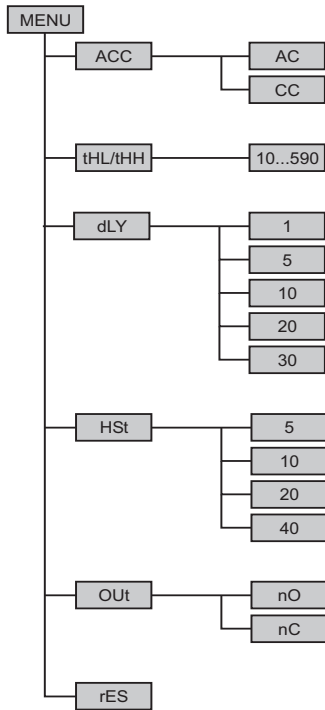 MENU
ACC
AC
CC
tHL/tHH
10...590
dLY
1
5
10
20
30
HSt
5
10
20
40
OUt
nO
nC
rES